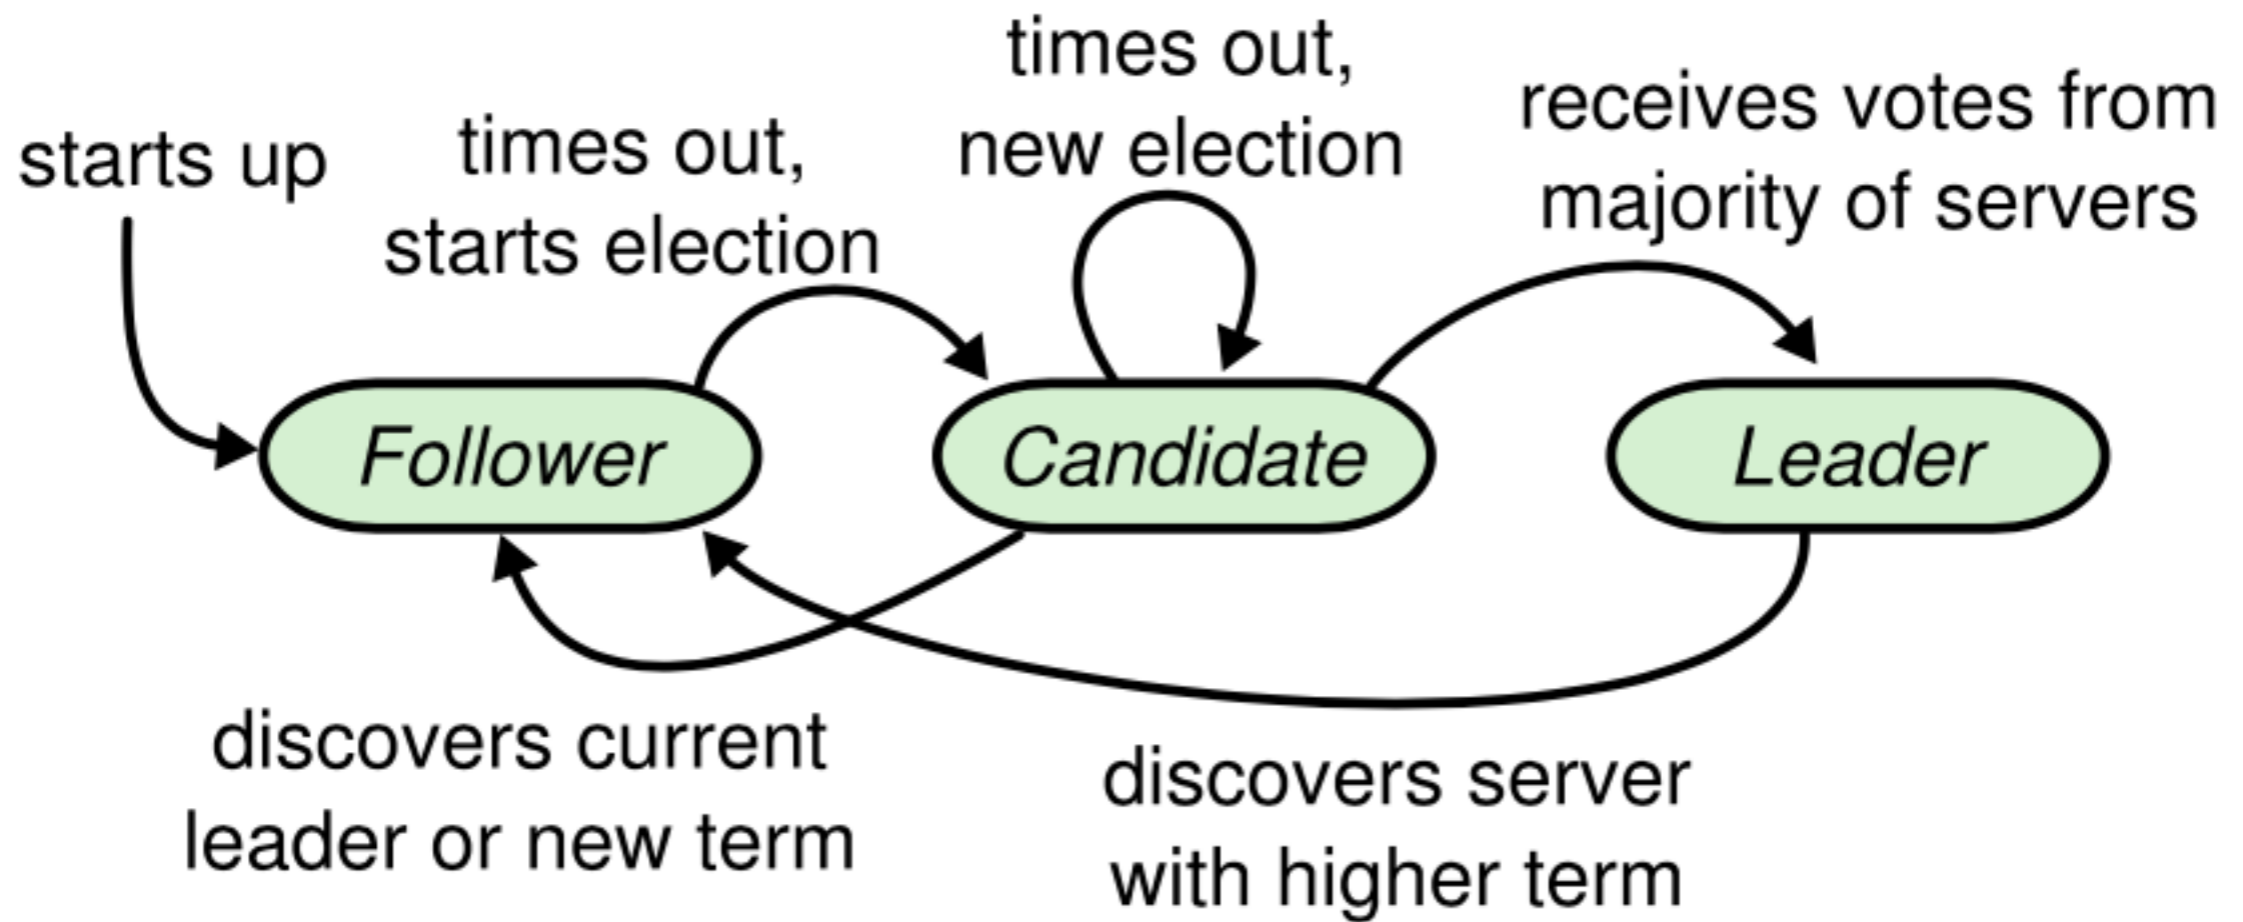 starts up
times out,
starts election
times out,
new election
receives votes from
majority of servers
Follower
Candidate
Leader
discovers current
leader or new term
discovers server
with higher term